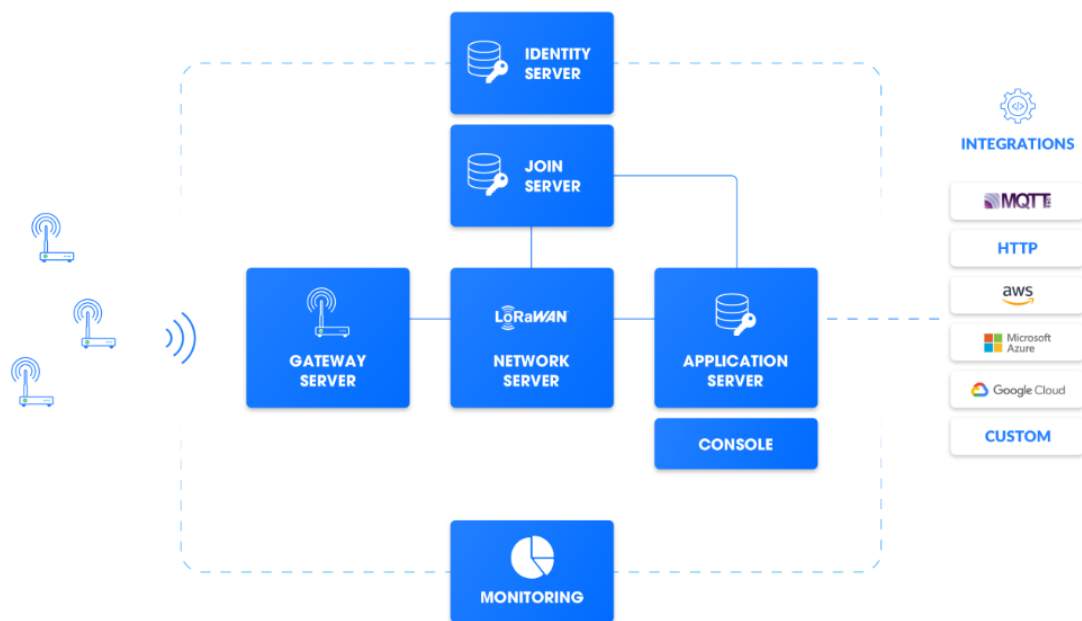 IDENTITY
SERVER
JOIN
SERVER
INTEGRATIONS
MQTT
HTTP
aws
Microsoft
Azure
Google Cloud
CUSTOM
GATEWAY
SERVER
LoRaWAN
NETWORK
SERVER
APPLICATION
SERVER
CONSOLE
MONITORING